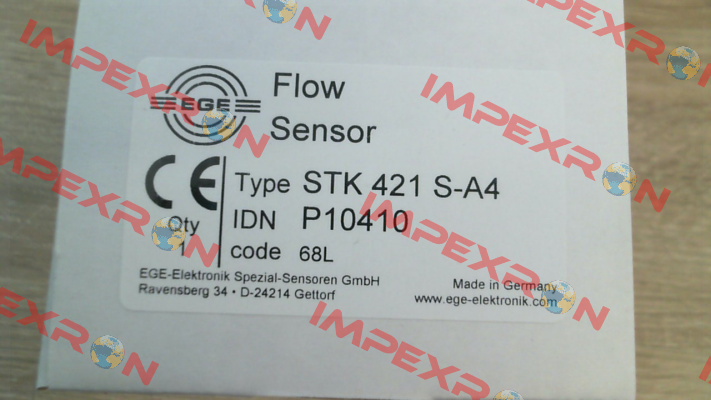 EGE
Flow
Sensor
CE
Type STK 421 S-A4
Qty
1
IDN P10410
code 68L
EGE-Elektronik Spezial-Sensoren GmbH
Ravensberg 34 • D-24214 Gettorf
Made in Germany
www.ege-elektronik.com
IMPEXRON
IMPEXRON
IMPEXRON
IMPEXRON
IMPEXRON
IMPEXRON